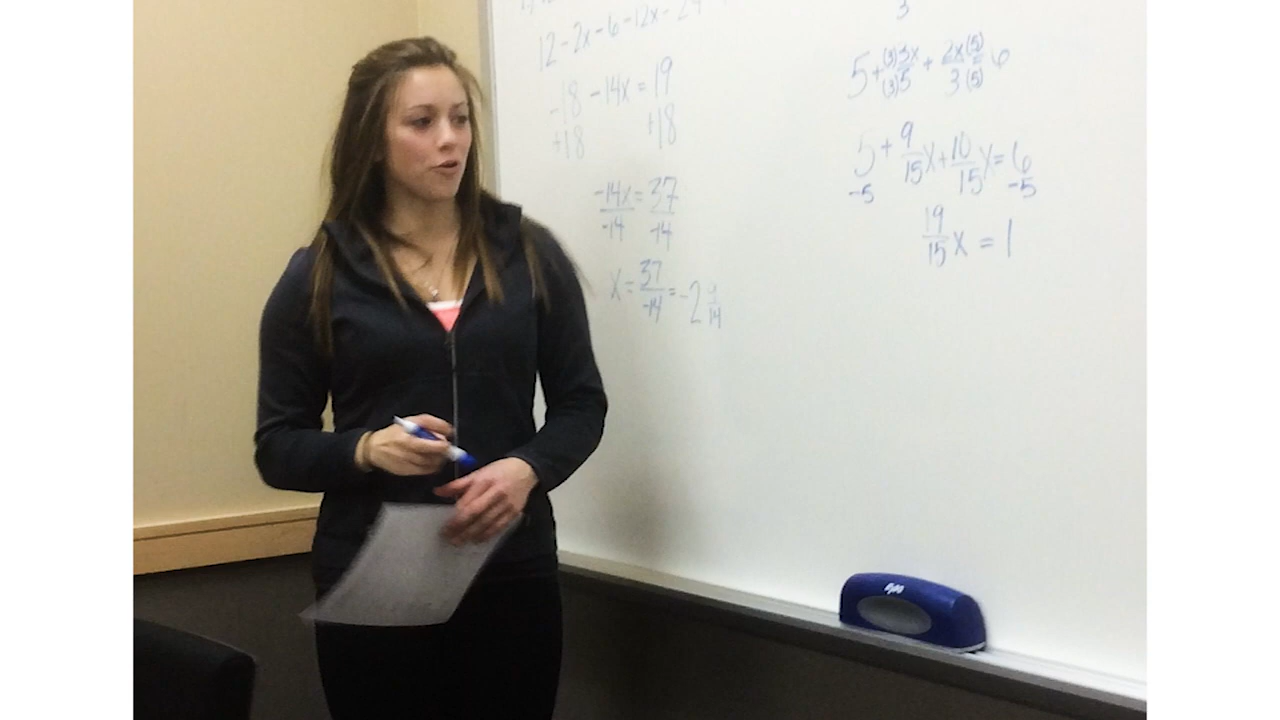 12-2x-6-12x-24
-18-14x=19
+18 +18
-14x = 37
-14 -14
x = 37/-14 = -2 /14
3
5+(3)3x/(3)5 + 2x(5)/3(5) = 6
5+9/15x+10/15x=6
-5 -5
19/15x = 1
expo